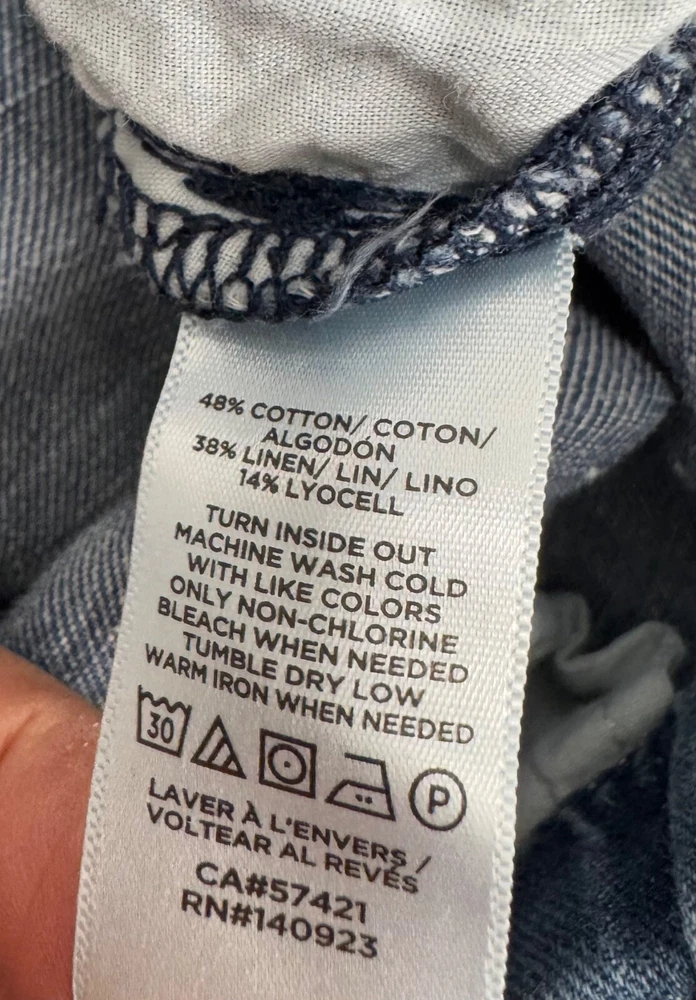 48% COTTON/ COTON/
ALGODÓN
38% LINEN/ LIN/ LINO
14% LYOCELL
TURN INSIDE OUT
MACHINE WASH COLD
WITH LIKE COLORS
ONLY NON-CHLORINE
BLEACH WHEN NEEDED
TUMBLE DRY LOW
WARM IRON WHEN NEEDED
30 P
LAVER À L'ENVERS /
VOLTEAR AL REVÉS
CA#57421
RN#140923